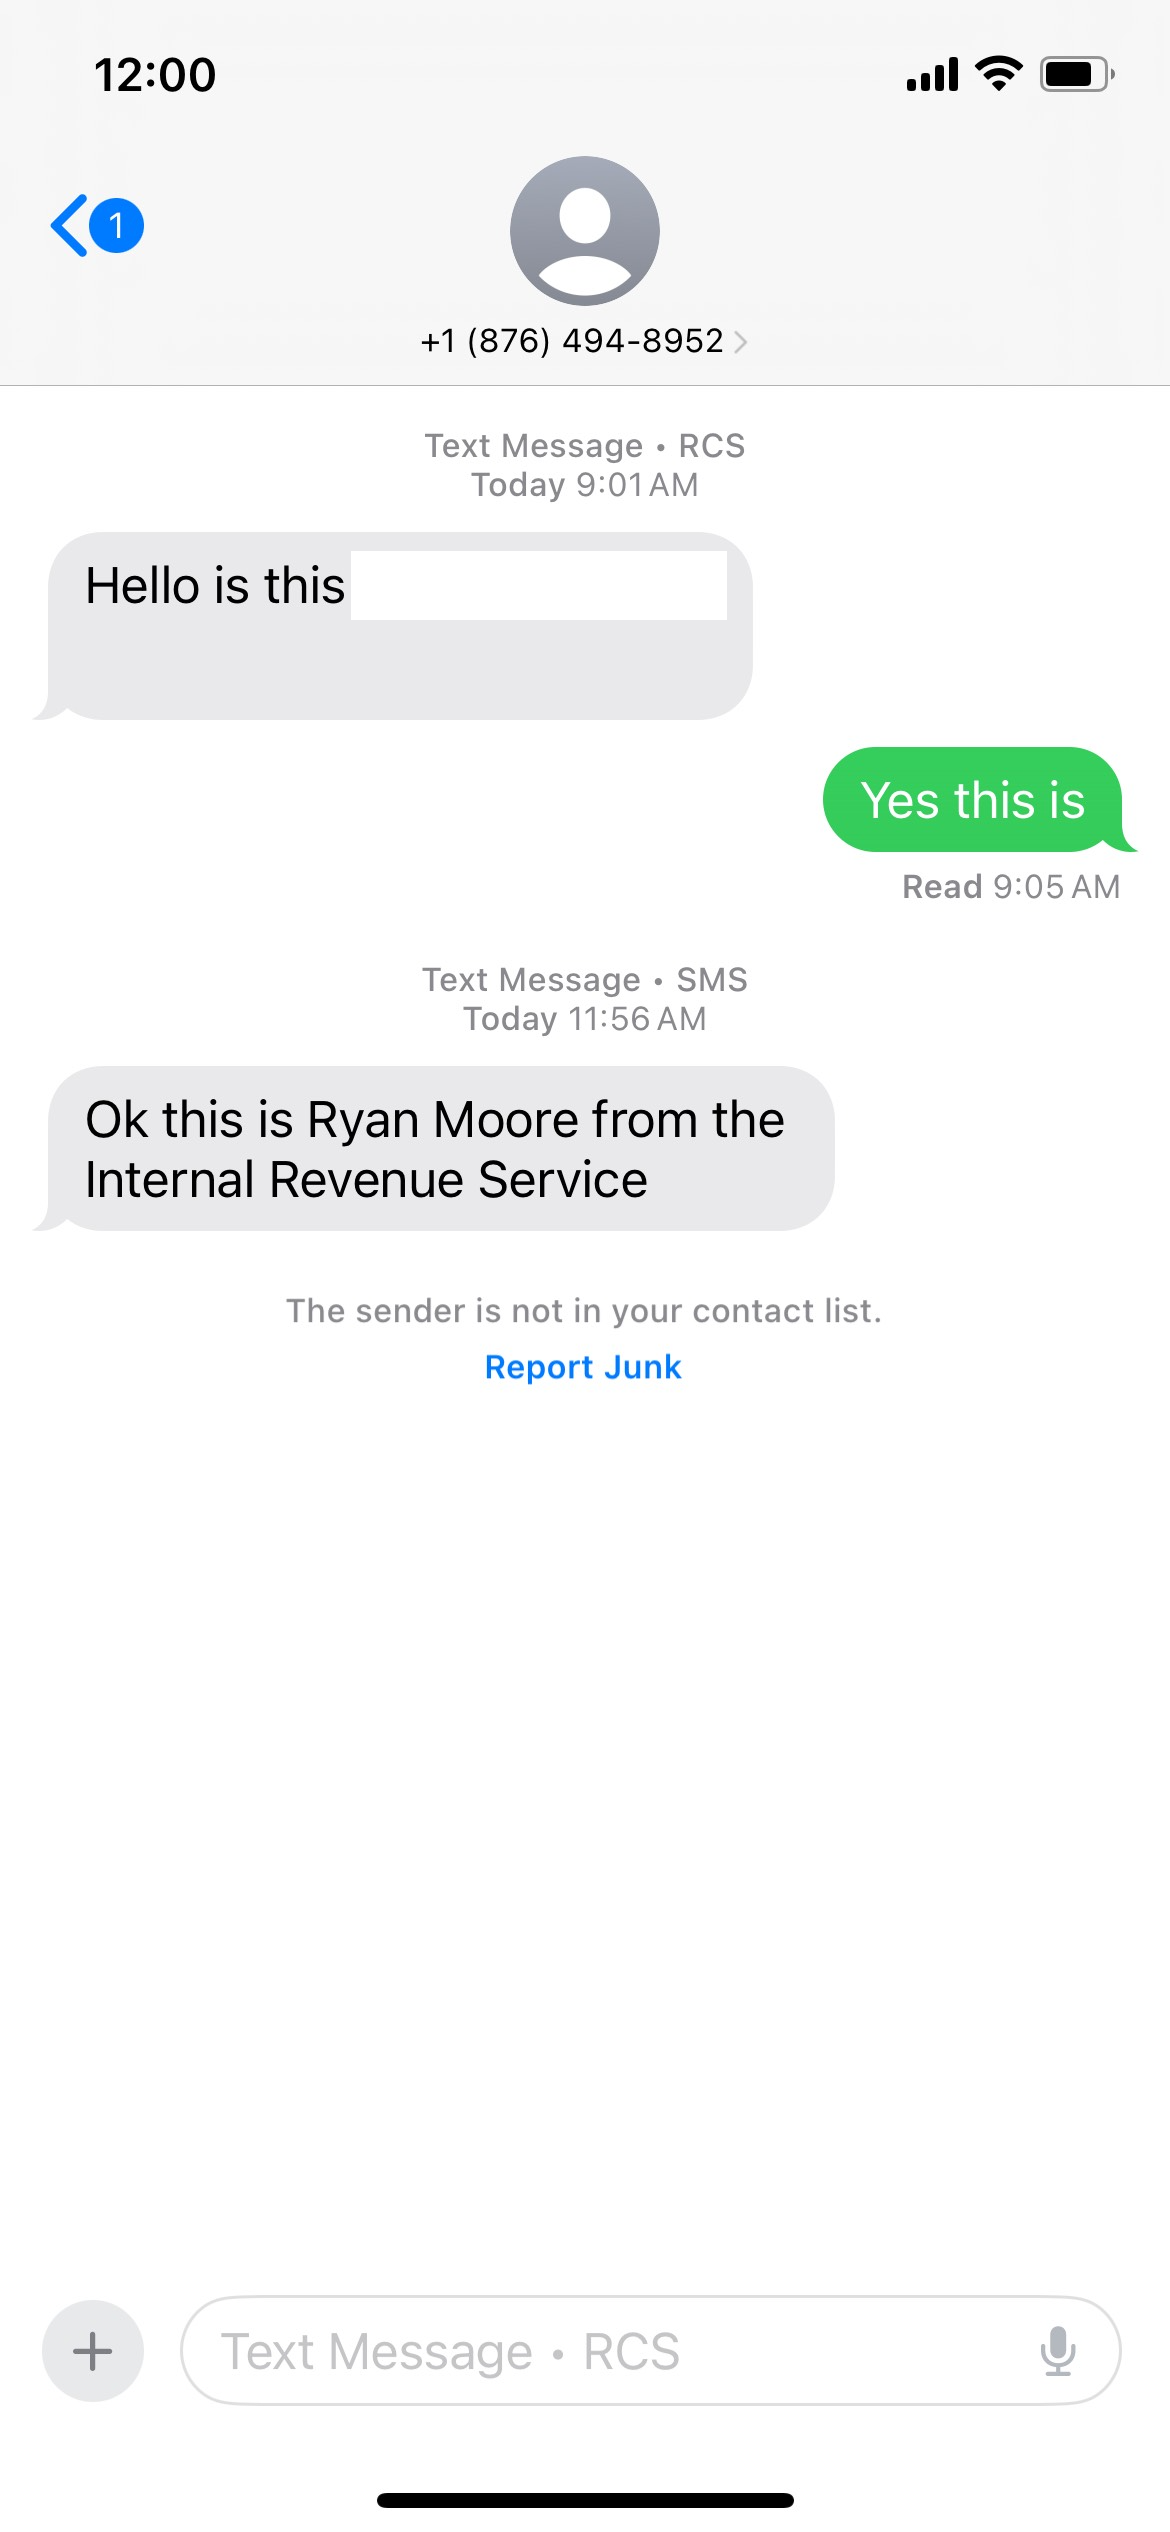 12:00
1
+1 (876) 494-8952
Text Message • RCS
Today 9:01 AM
Hello is this
Yes this is
Read 9:05 AM
Text Message • SMS
Today 11:56 AM
Ok this is Ryan Moore from the
Internal Revenue Service
The sender is not in your contact list.
Report Junk
Text Message • RCS